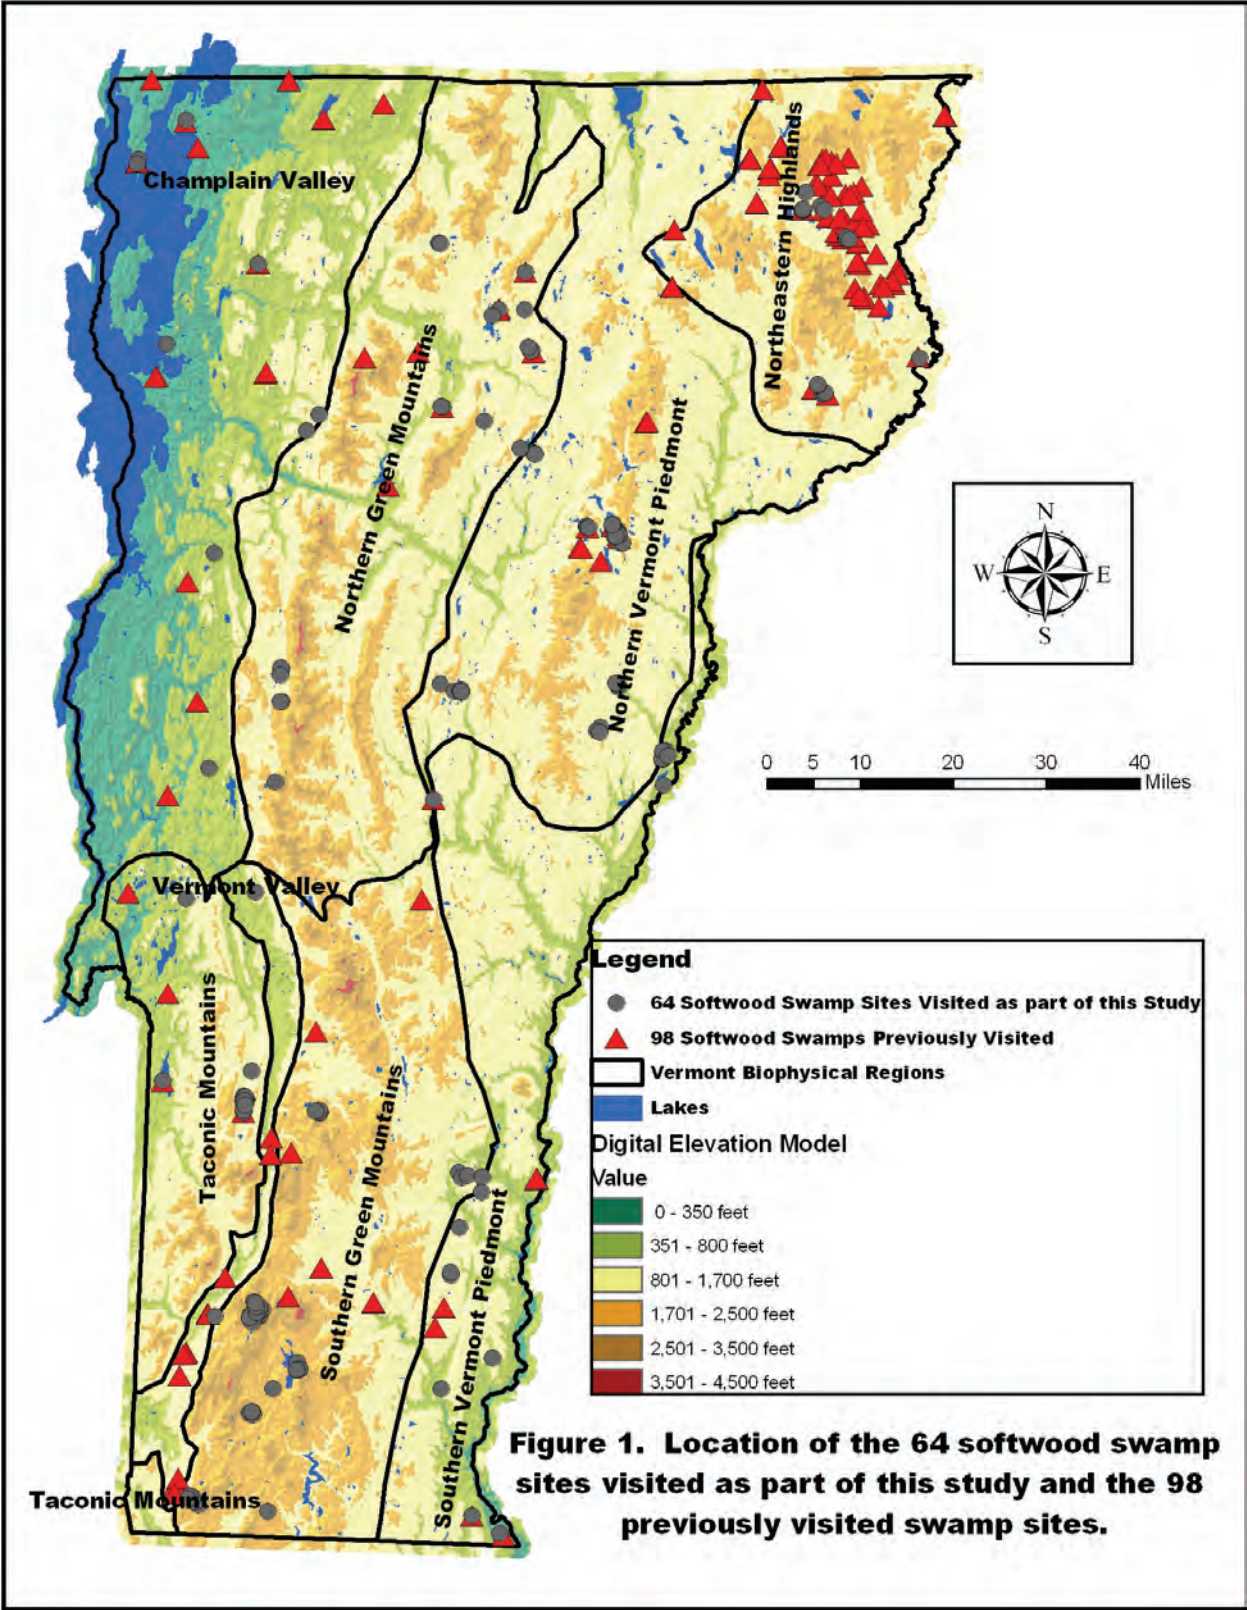 Champlain Valley
Northeastern Highlands
Northern Green Mountains
Northern Vermont Piedmont
N
W
E
S
0 5 10 20 30 40
Miles
Vermont Valley
Taconic Mountains
Southern Green Mountains
Southern Vermont Piedmont
Taconic Mountains
Legend
64 Softwood Swamp Sites Visited as part of this Study
98 Softwood Swamps Previously Visited
Vermont Biophysical Regions
Lakes
Digital Elevation Model
Value
0 - 350 feet
351 - 800 feet
801 - 1,700 feet
1,701 - 2,500 feet
2,501 - 3,500 feet
3,501 - 4,500 feet
Figure 1. Location of the 64 softwood swamp
sites visited as part of this study and the 98
previously visited swamp sites.